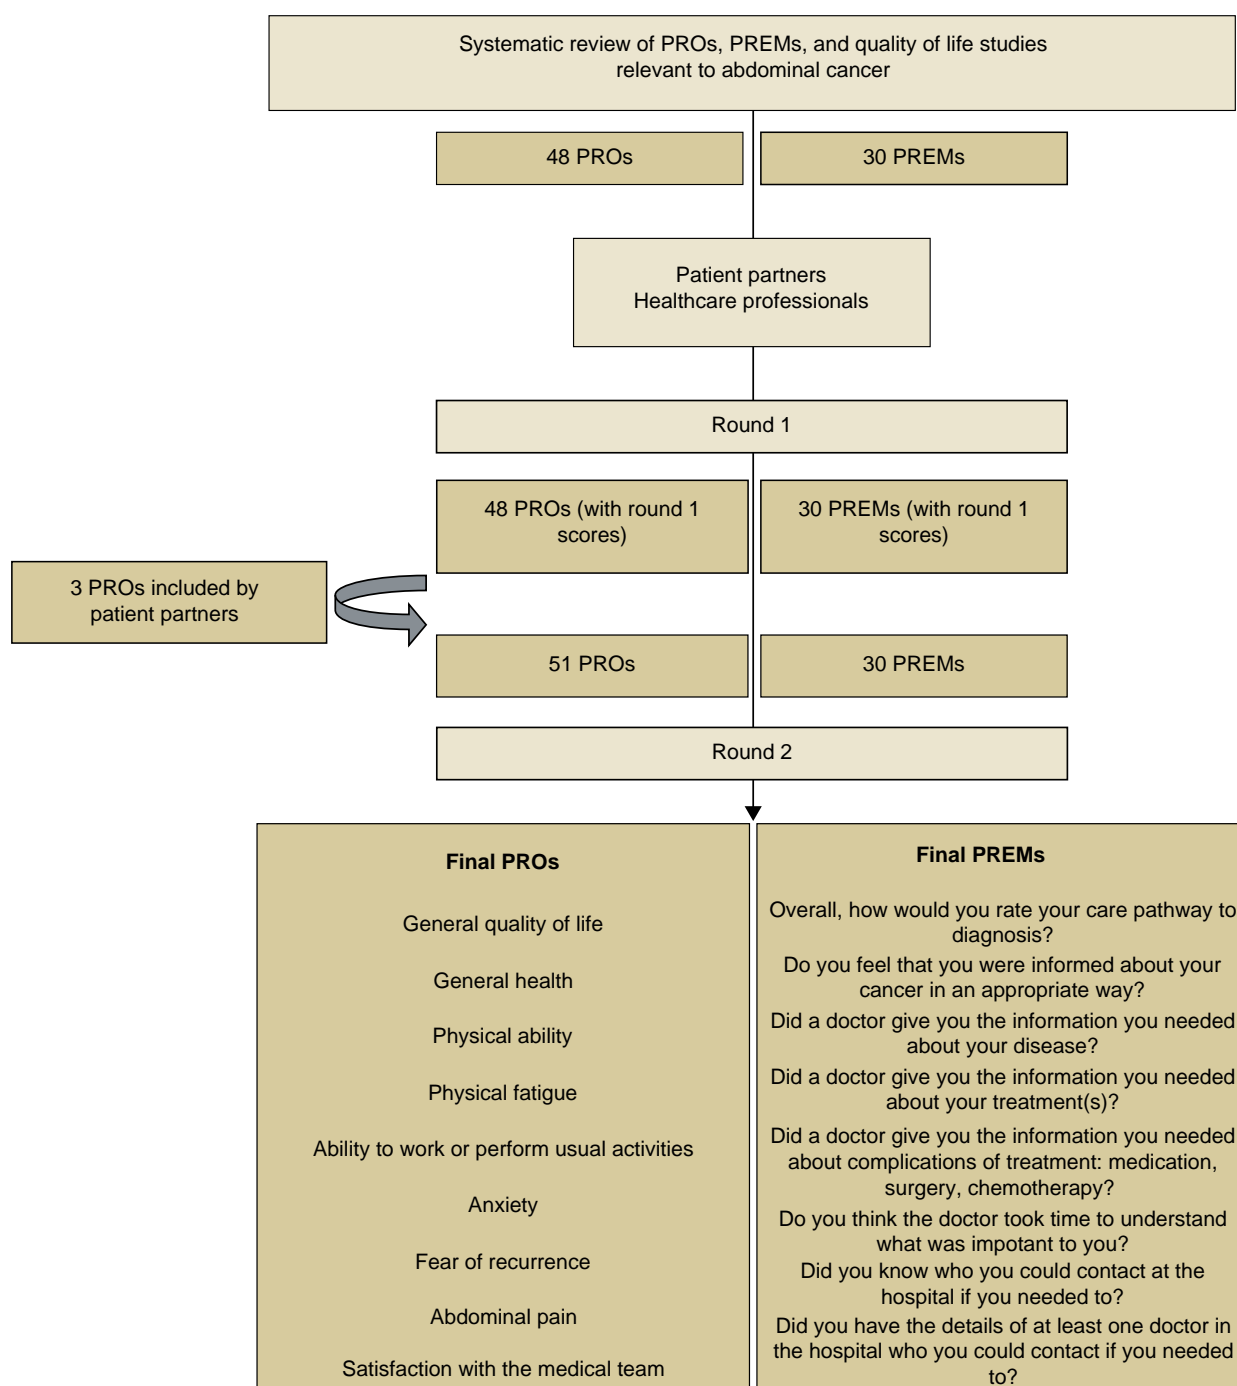 Systematic review of PROs, PREMs, and quality of life studies
relevant to abdominal cancer
48 PROs
30 PREMs
Patient partners
Healthcare professionals
Round 1
48 PROs (with round 1
scores)
30 PREMs (with round 1
scores)
3 PROs included by
patient partners
51 PROs
30 PREMs
Round 2
Final PROs
General quality of life
General health
Physical ability
Physical fatigue
Ability to work or perform usual activities
Anxiety
Fear of recurrence
Abdominal pain
Satisfaction with the medical team
Final PREMs
Overall, how would you rate your care pathway to
diagnosis?
Do you feel that you were informed about your
cancer in an appropriate way?
Did a doctor give you the information you needed
about your disease?
Did a doctor give you the information you needed
about your treatment(s)?
Did a doctor give you the information you needed
about complications of treatment: medication,
surgery, chemotherapy?
Do you think the doctor took time to understand
what was impotant to you?
Did you know who you could contact at the
hospital if you needed to?
Did you have the details of at least one doctor in
the hospital who you could contact if you needed
to?